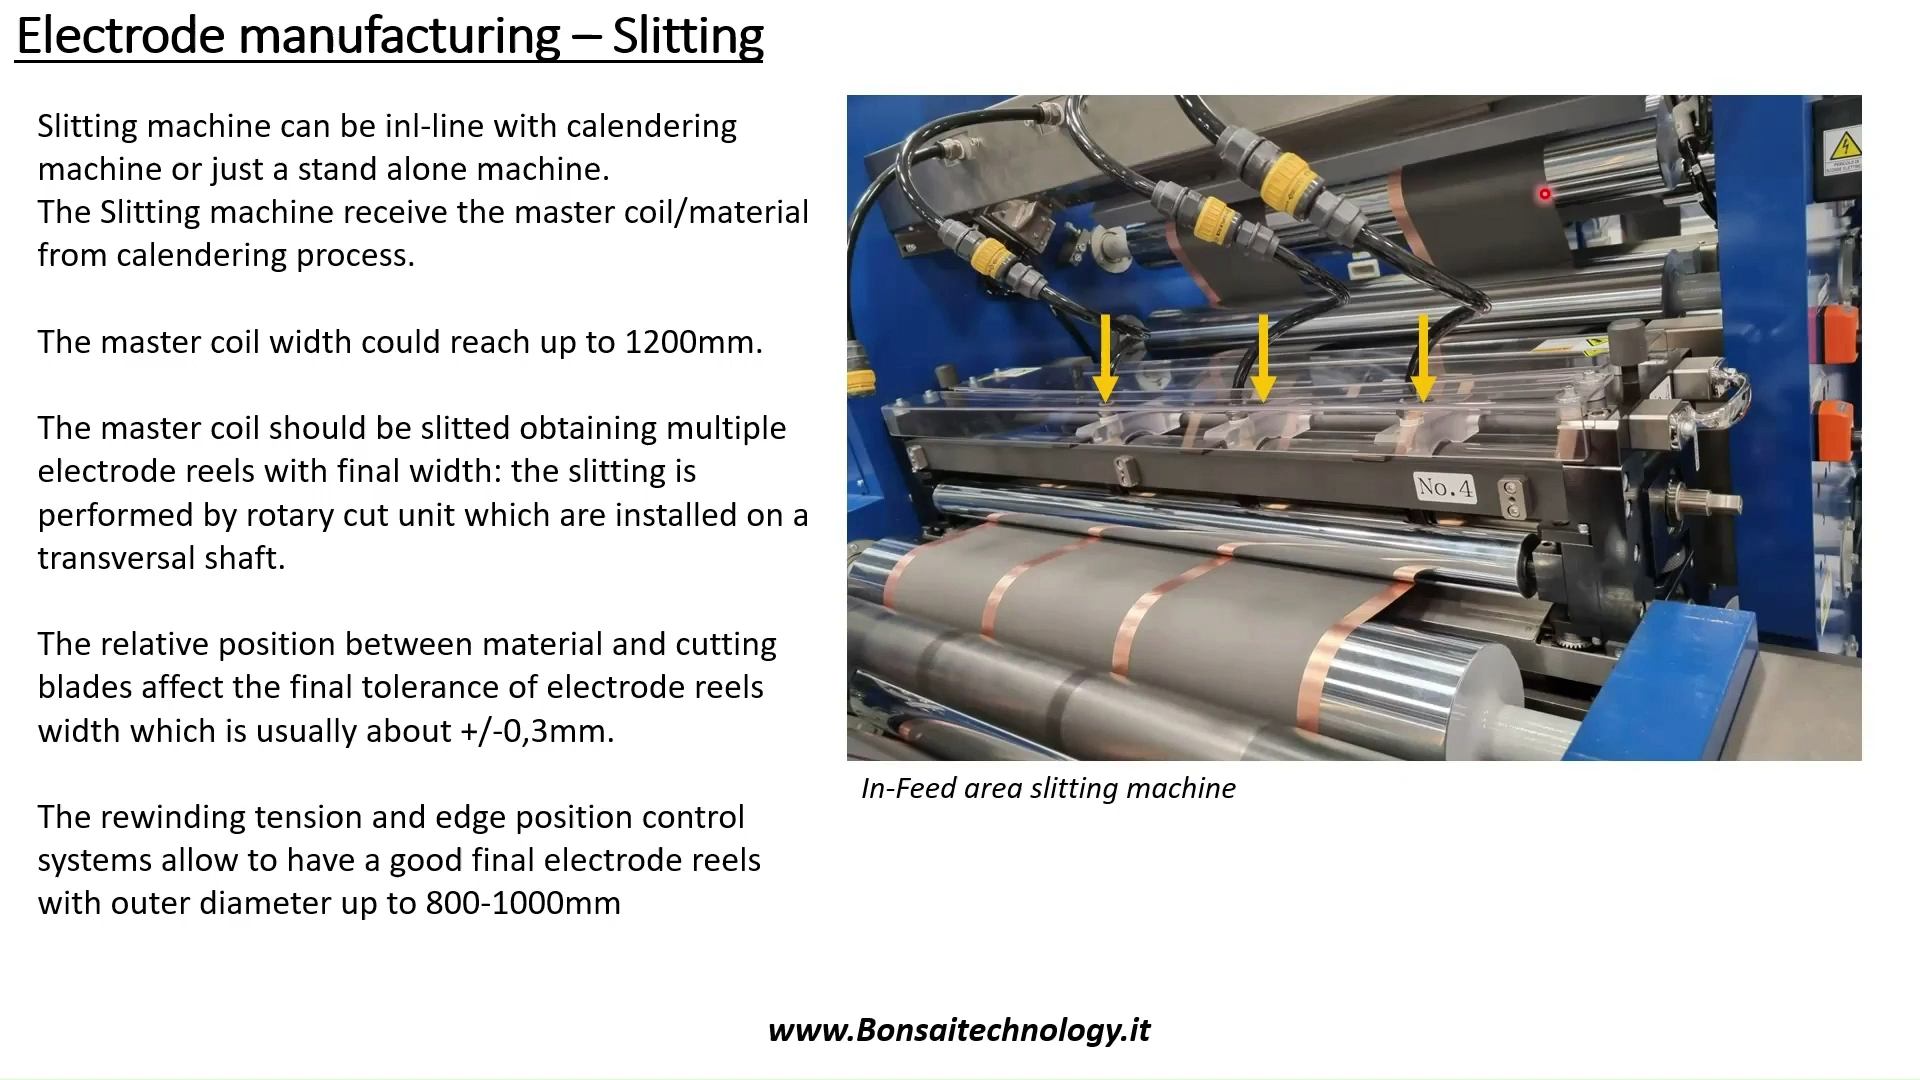 Electrode manufacturing – Slitting
Slitting machine can be inl-line with calendering
machine or just a stand alone machine.
The Slitting machine receive the master coil/material
from calendering process.
The master coil width could reach up to 1200mm.
The master coil should be slitted obtaining multiple
electrode reels with final width: the slitting is
performed by rotary cut unit which are installed on a
transversal shaft.
The relative position between material and cutting
blades affect the final tolerance of electrode reels
width which is usually about +/-0,3mm.
The rewinding tension and edge position control
systems allow to have a good final electrode reels
with outer diameter up to 800-1000mm
No.4
In-Feed area slitting machine
www.Bonsaitechnology.it